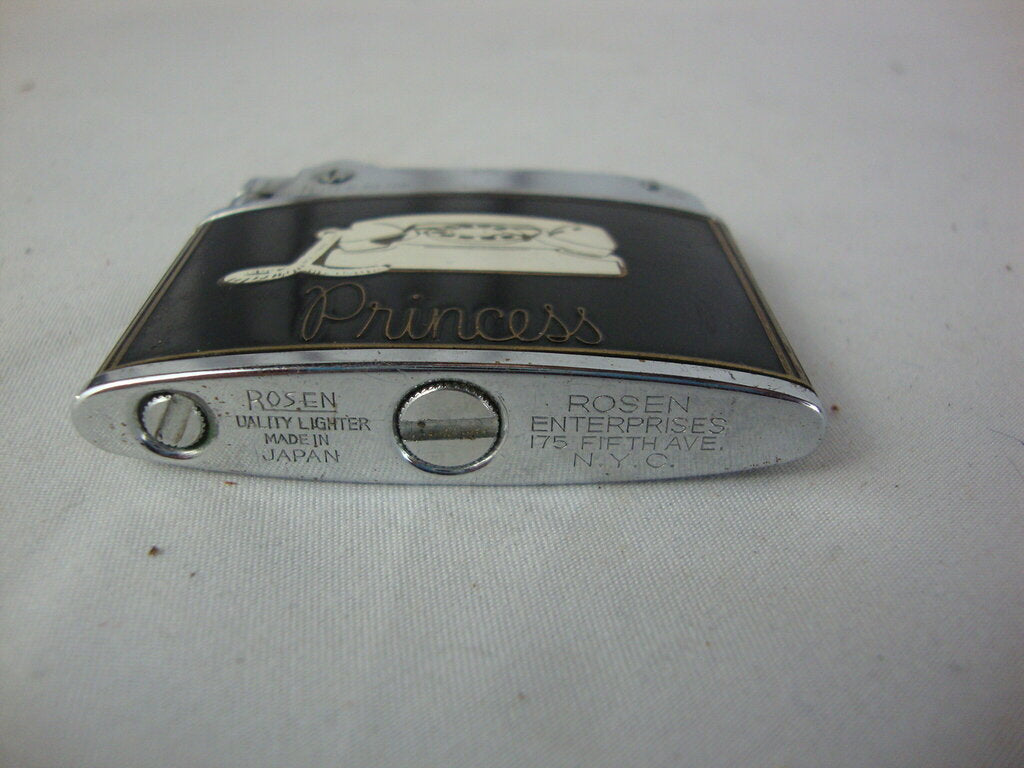 Princess
ROSEN
UALITY LIGHTER
MADE IN
JAPAN
ROSEN
ENTERPRISES
175 FIFTH AVE.
N.Y.C.